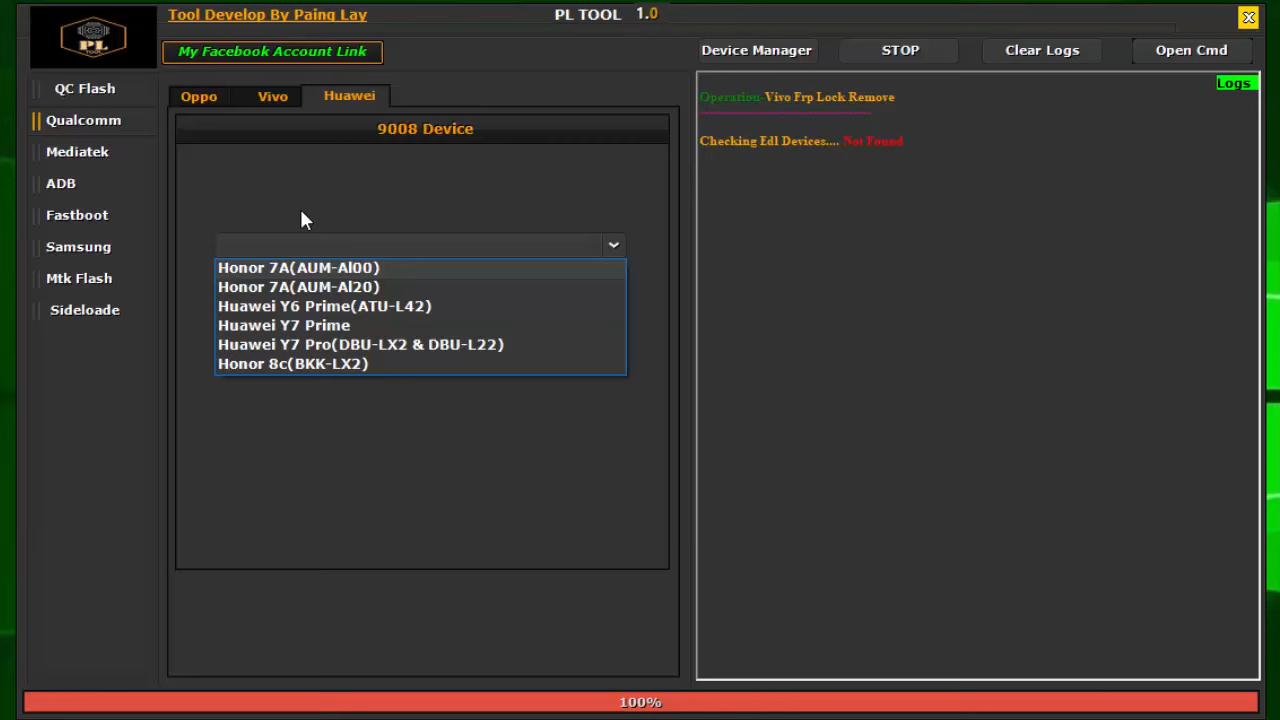 Tool Develop By Paing Lay
PL TOOL 1.0
X
PL
TOOL
My Facebook Account Link
Device Manager
STOP
Clear Logs
Open Cmd
QC Flash
Qualcomm
Mediatek
ADB
Fastboot
Samsung
Mtk Flash
Sideloade
Oppo
Vivo
Huawei
9008 Device
Honor 7A(AUM-Al00)
Honor 7A(AUM-Al20)
Huawei Y6 Prime(ATU-L42)
Huawei Y7 Prime
Huawei Y7 Pro(DBU-LX2 & DBU-L22)
Honor 8c(BKK-LX2)
Logs
Operation-Vivo Frp Lock Remove
Checking Edl Devices.... Not Found
100%